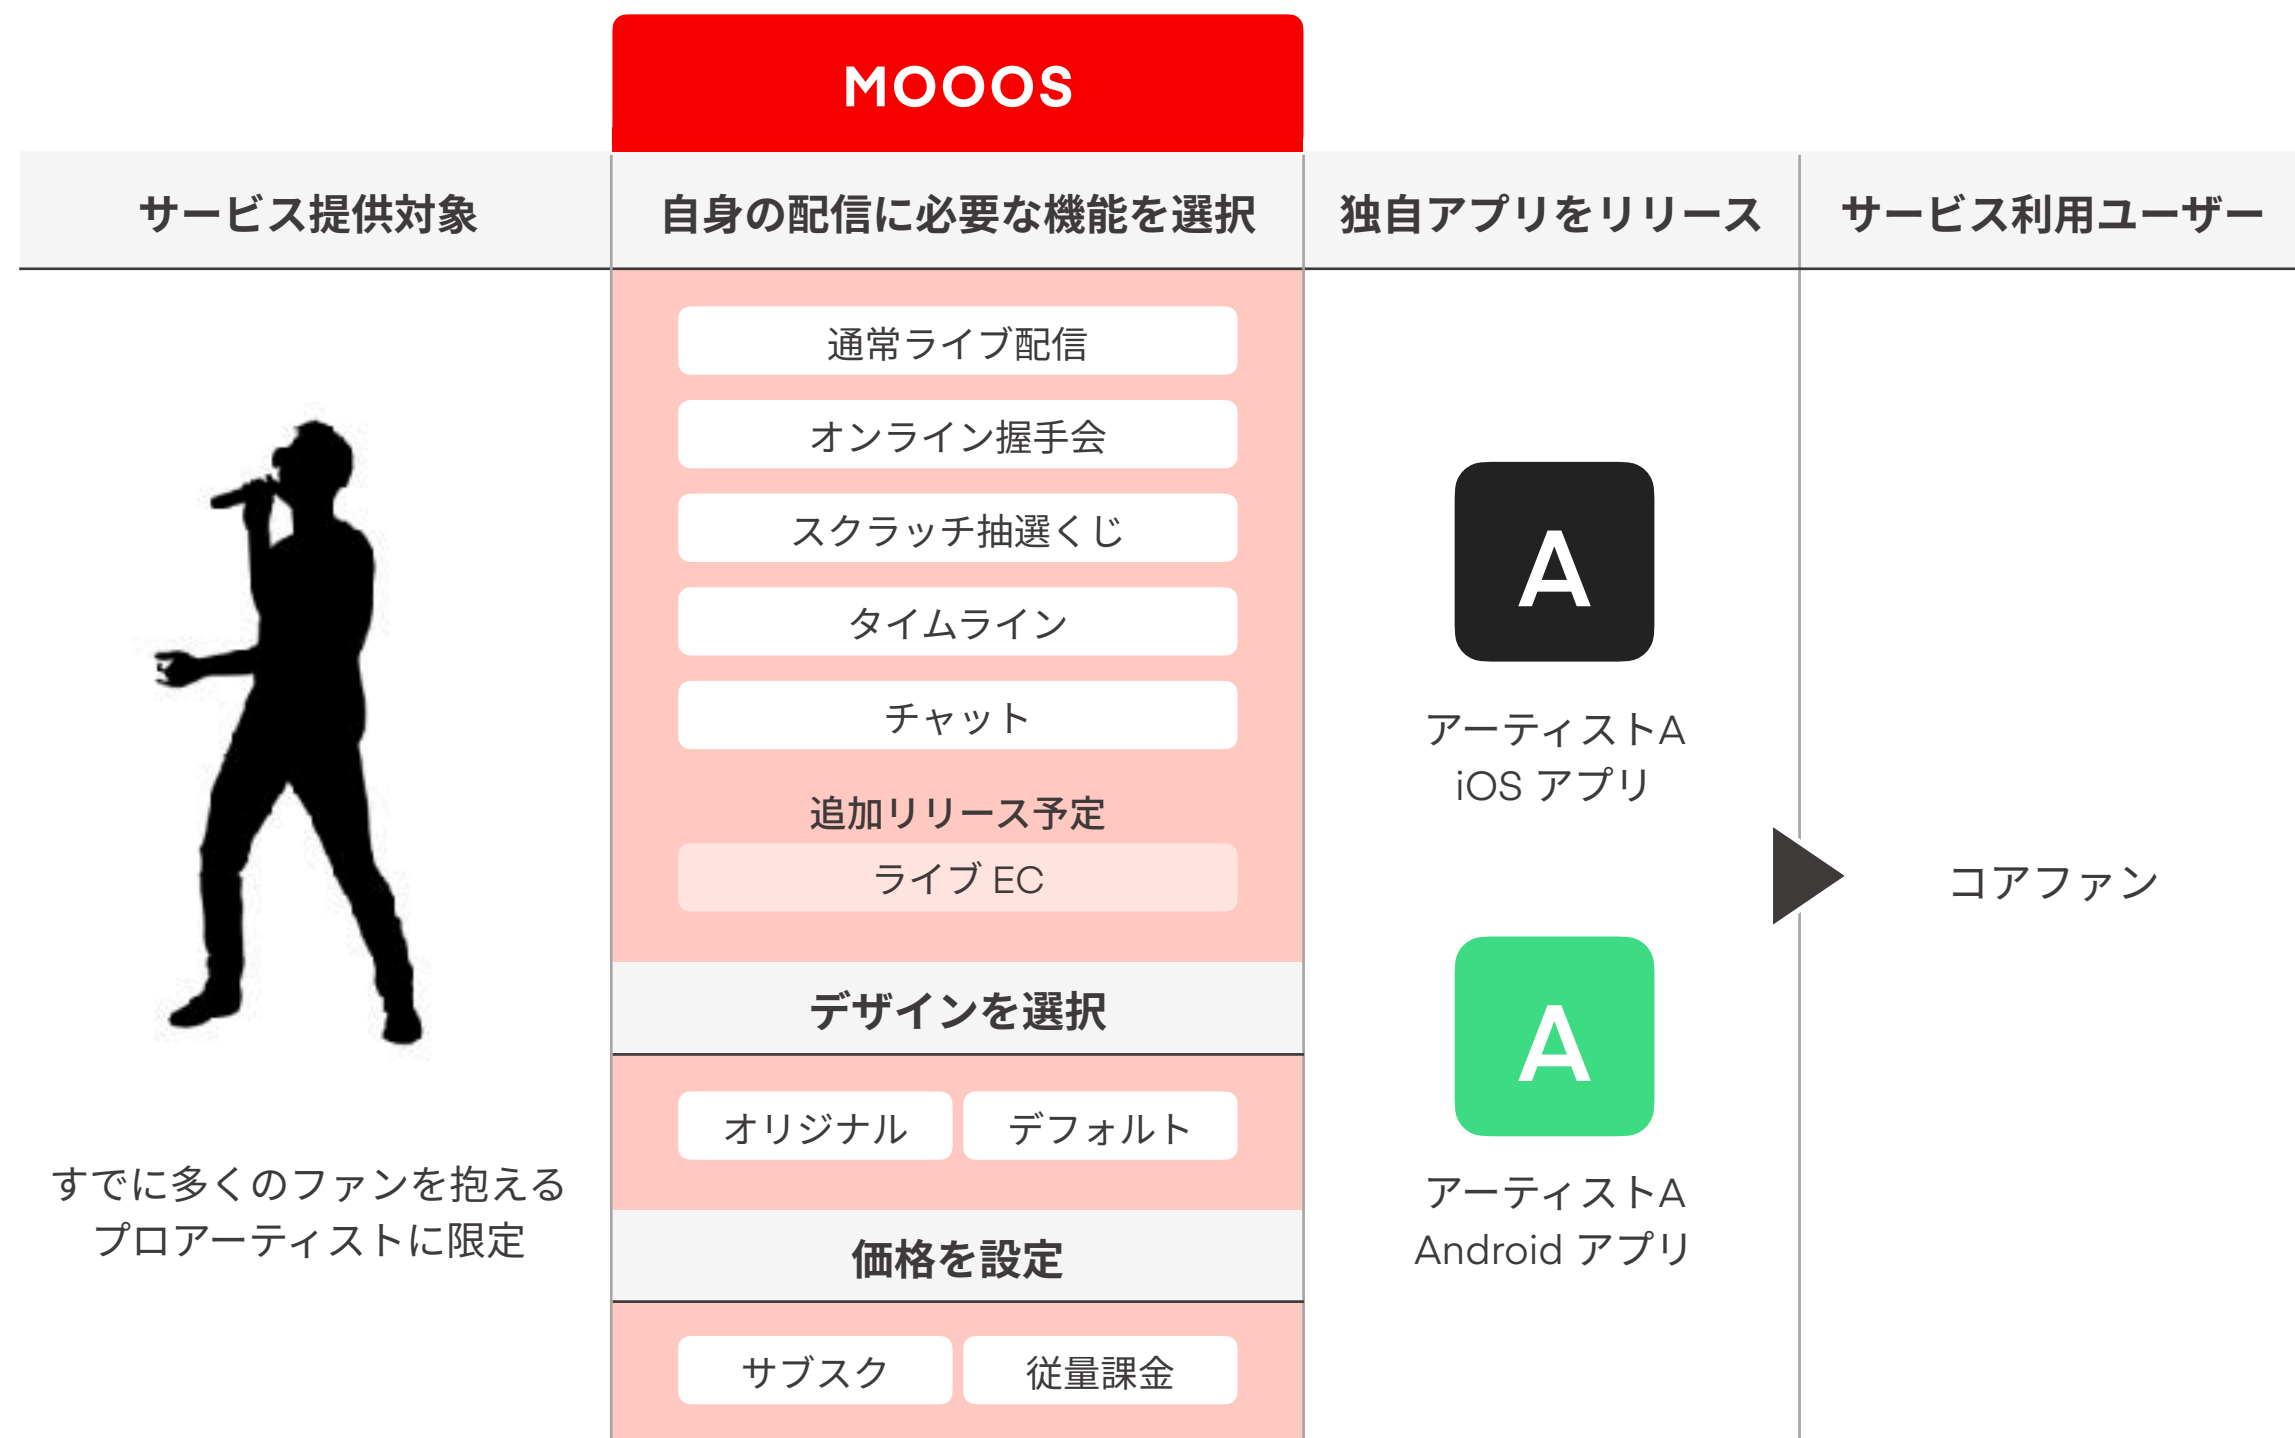 MOOOS
サービス提供対象
自身の配信に必要な機能を選択
独自アプリをリリース
サービス利用ユーザー
すでに多くのファンを抱える
プロアーティストに限定
通常ライブ配信
オンライン握手会
スクラッチ抽選くじ
タイムライン
チャット
追加リリース予定
ライブ EC
デザインを選択
オリジナル
デフォルト
価格を設定
サブスク
従量課金
A
アーティストA
iOS アプリ
A
アーティストA
Android アプリ
コアファン